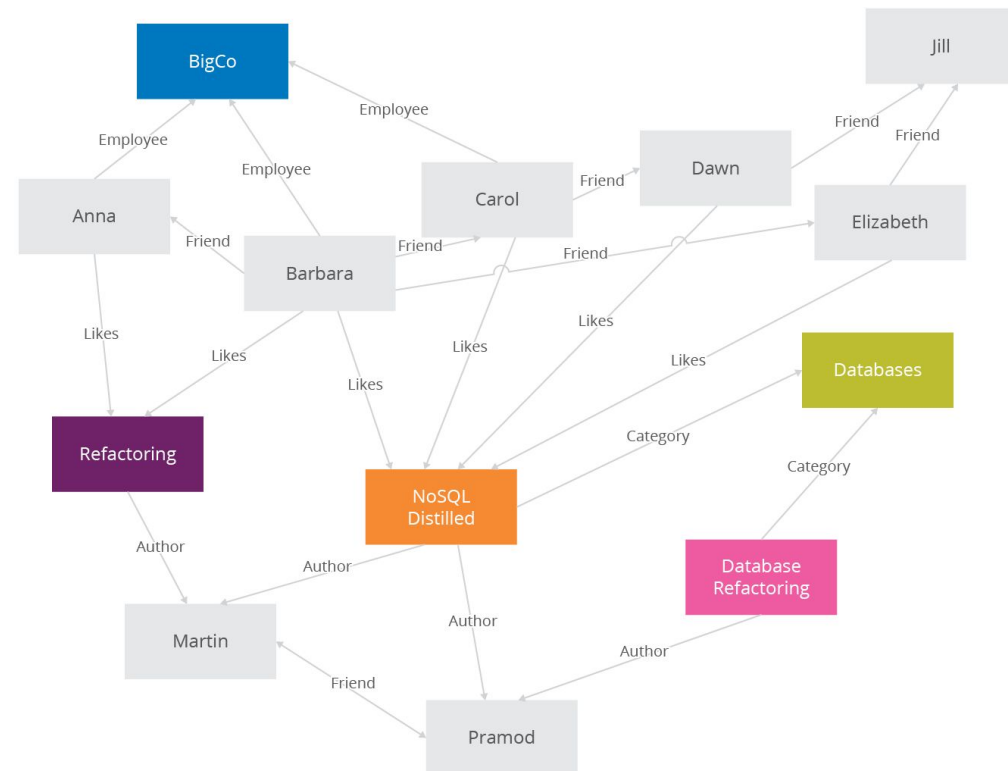 Jill
BigCo
Employee
Friend
Employee
Friend
Employee
Dawn
Friend
Carol
Anna
Elizabeth
Friend
Friend
Friend
Barbara
Likes
Likes
Likes
Likes
Likes
Likes
Databases
Category
Refactoring
Category
NoSQL
Distilled
Author
Author
Database
Refactoring
Author
Martin
Author
Friend
Pramod